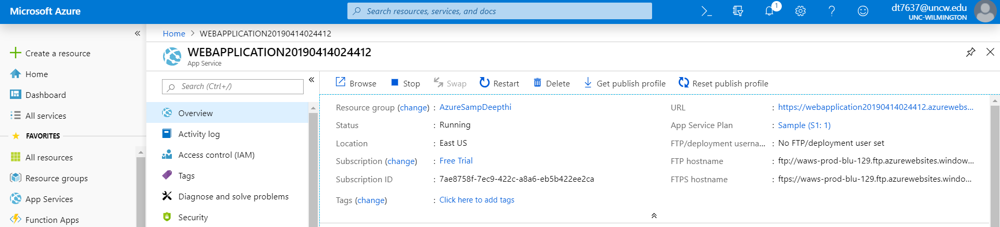 Microsoft Azure
Search resources, services, and docs
1
dt7637@uncw.edu
UNC-WILMINGTON
«
Create a resource
Home
Dashboard
All services
FAVORITES
All resources
Resource groups
App Services
Function Apps
Home > WEBAPPLICATION20190414024412
WEBAPPLICATION20190414024412
App Service
Search (Ctrl+/)
«
Overview
Activity log
Access control (IAM)
Tags
Diagnose and solve problems
Security
Browse Stop Swap Restart Delete Get publish profile Reset publish profile
Resource group (change) : AzureSampDeepthi
Status : Running
Location : East US
Subscription (change) : Free Trial
Subscription ID : 7ae8758f-7ec9-422c-a8a6-eb5b422ee2ca
Tags (change) : Click here to add tags
URL : https://webapplication20190414024412.azurewebs...
App Service Plan : Sample (S1: 1)
FTP/deployment userna... : No FTP/deployment user set
FTP hostname : ftp://waws-prod-blu-129.ftp.azurewebsites.window...
FTPS hostname : ftps://waws-prod-blu-129.ftp.azurewebsites.windo...